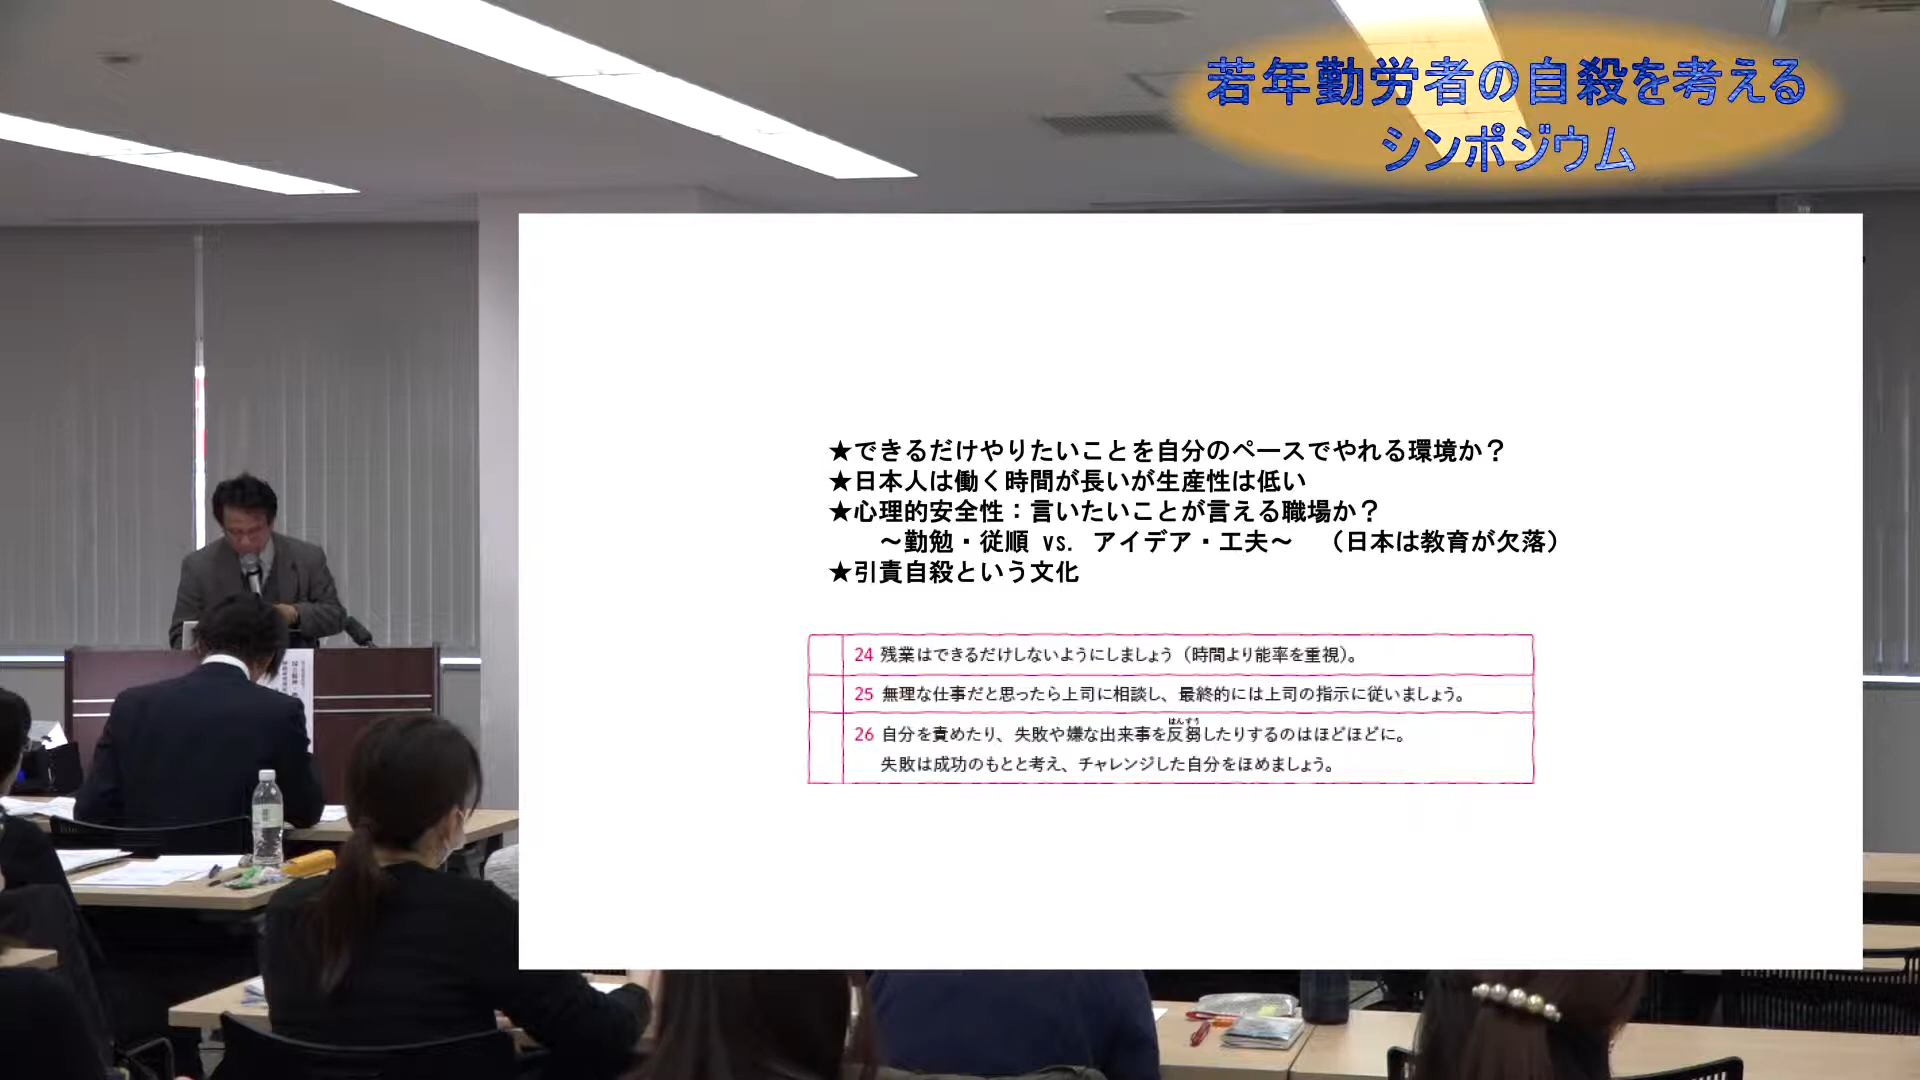 若年勤労者の自殺を考える
シンポジウム
★できるだけやりたいことを自分のペースでやれる環境か？
★日本人は働く時間が長いが生産性は低い
★心理的安全性：言いたいことが言える職場か？
～勤勉・従順 vs. アイデア・工夫～　（日本は教育が欠落）
★引責自殺という文化
24 残業はできるだけしないようにしましょう（時間より能率を重視）。
25 無理な仕事だと思ったら上司に相談し、最終的には上司の指示に従いましょう。
はんすう
26 自分を責めたり、失敗や嫌な出来事を反芻したりするのはほどほどに。
失敗は成功のもとと考え、チャレンジした自分をほめましょう。